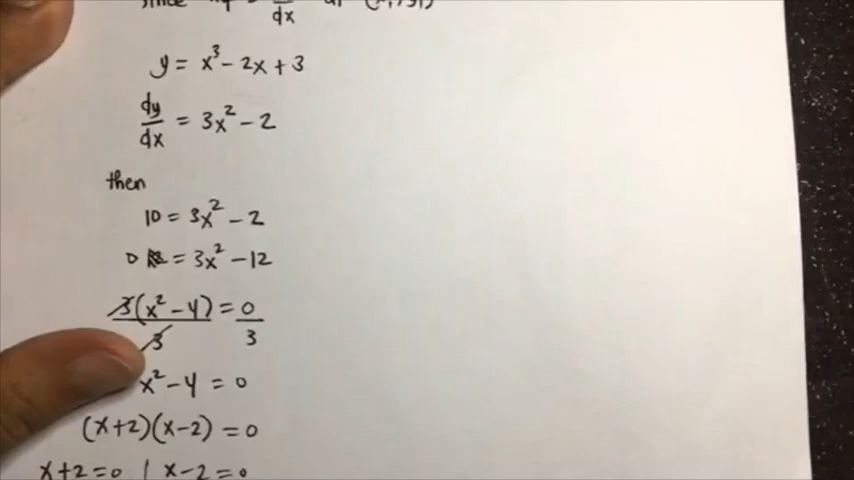 dx
y = x³ - 2x + 3
dy/dx = 3x² - 2
then
10 = 3x² - 2
0 = 3x² - 12
3(x² - 4)/3 = 0/3
x² - 4 = 0
(x+2)(x-2) = 0
x+2=0 | x-2=0